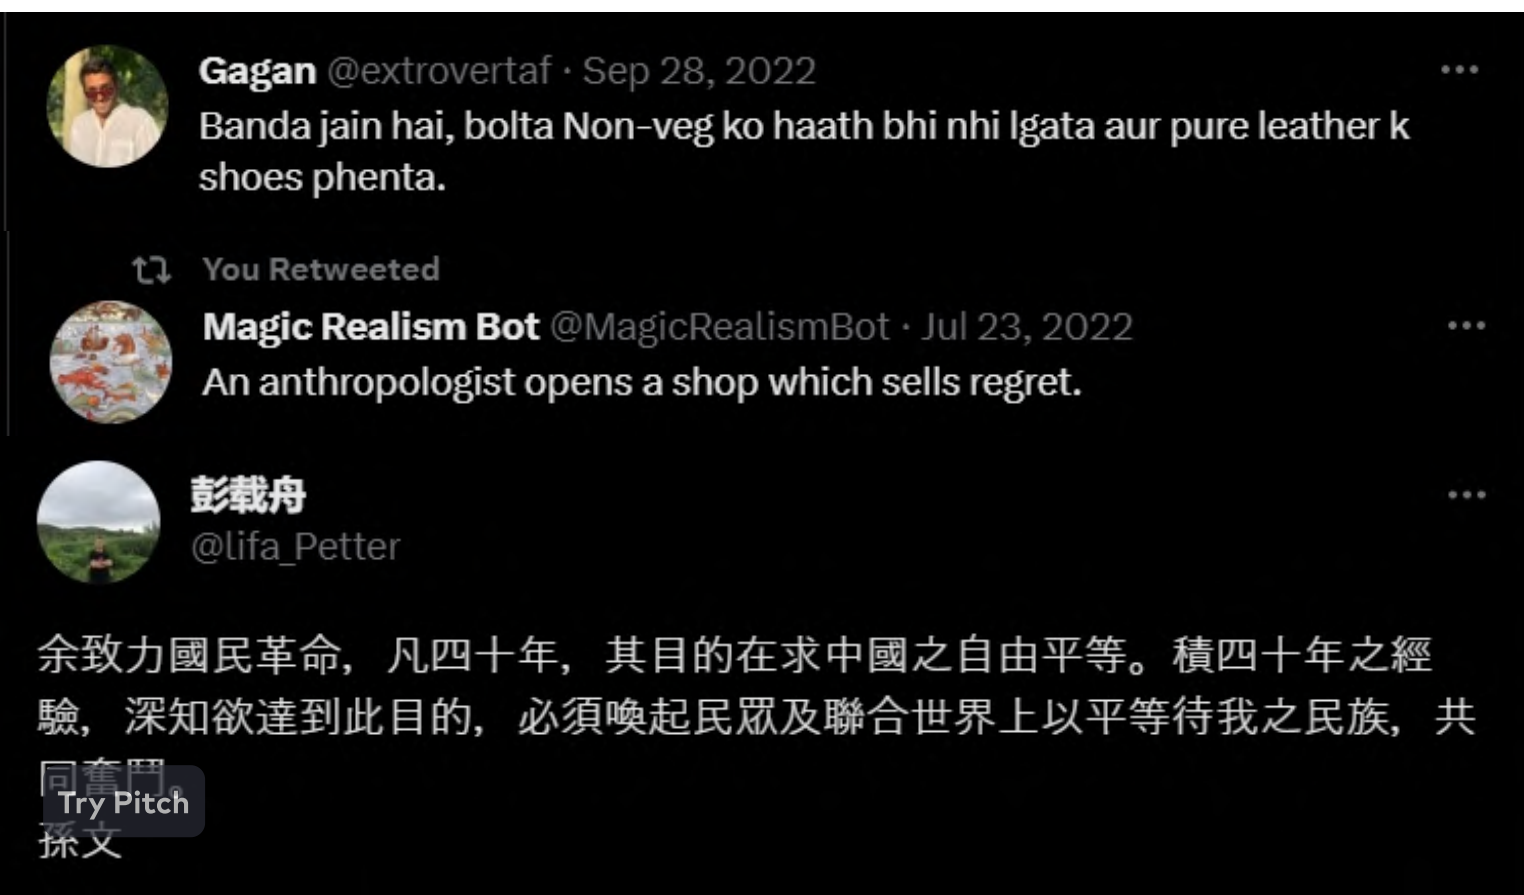 Gagan @extrovertaf · Sep 28, 2022
Banda jain hai, bolta Non-veg ko haath bhi nhi lgata aur pure leather k
shoes phenta.
You Retweeted
Magic Realism Bot @MagicRealismBot · Jul 23, 2022
An anthropologist opens a shop which sells regret.
彭载舟
@lifa_Petter
余致力國民革命，凡四十年，其目的在求中國之自由平等。積四十年之經
驗，深知欲達到此目的，必須喚起民眾及聯合世界上以平等待我之民族，共
同奮鬥。
Try Pitch
孫文